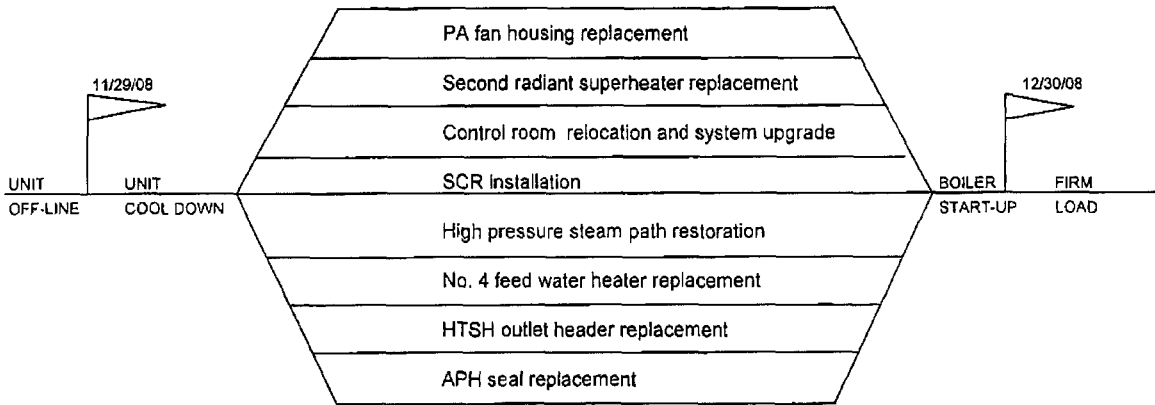 PA fan housing replacement
11/29/08
Second radiant superheater replacement
12/30/08
Control room relocation and system upgrade
UNIT
UNIT
SCR installation
BOILER
FIRM
OFF-LINE
COOL DOWN
START-UP
LOAD
High pressure steam path restoration
No. 4 feed water heater replacement
HTSH outlet header replacement
APH seal replacement